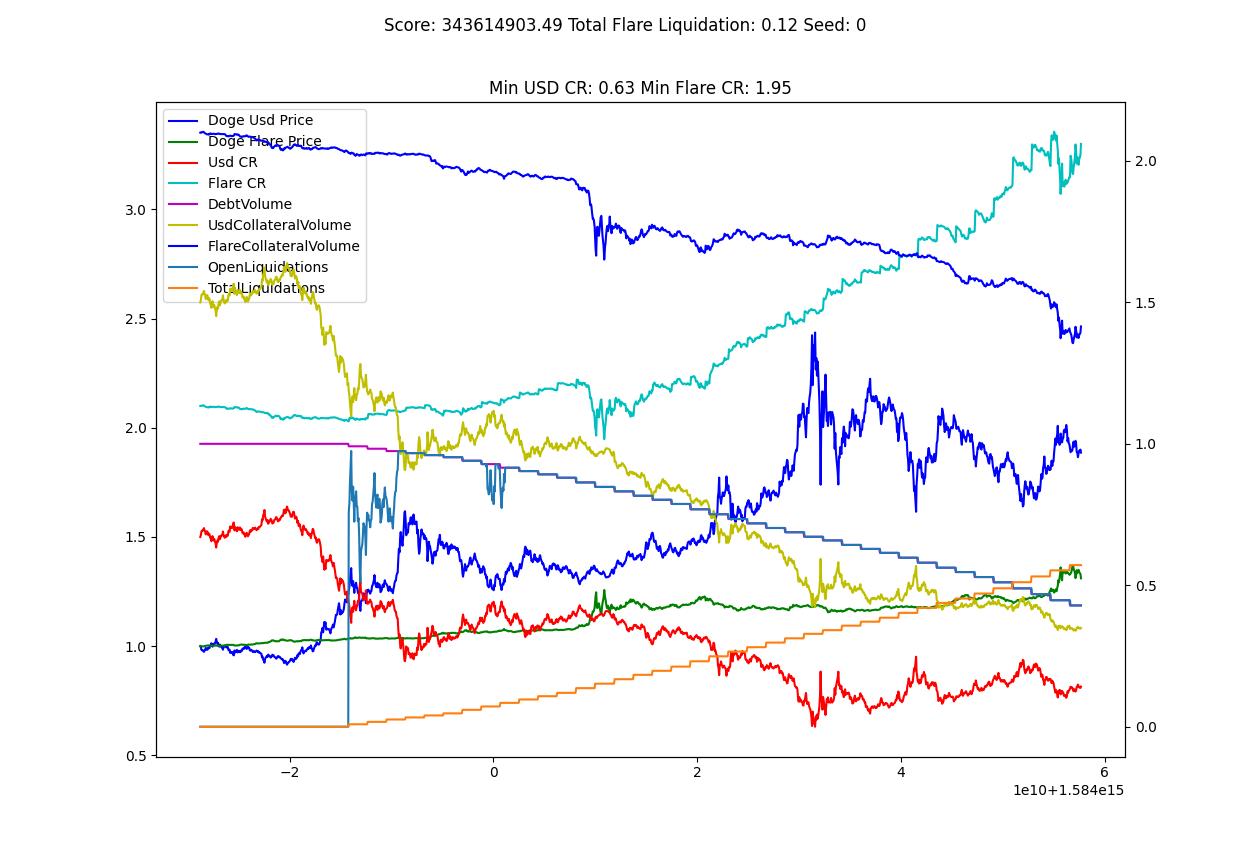 Score: 343614903.49 Total Flare Liquidation: 0.12 Seed: 0
Min USD CR: 0.63 Min Flare CR: 1.95
Doge Usd Price
Doge Flare Price
Usd CR
Flare CR
DebtVolume
UsdCollateralVolume
FlareCollateralVolume
OpenLiquidations
TotalLiquidations
3.0
2.5
2.0
1.5
1.0
0.5
2.0
1.5
1.0
0.5
0.0
−2
0
2
4
6
1e10+1.584e15